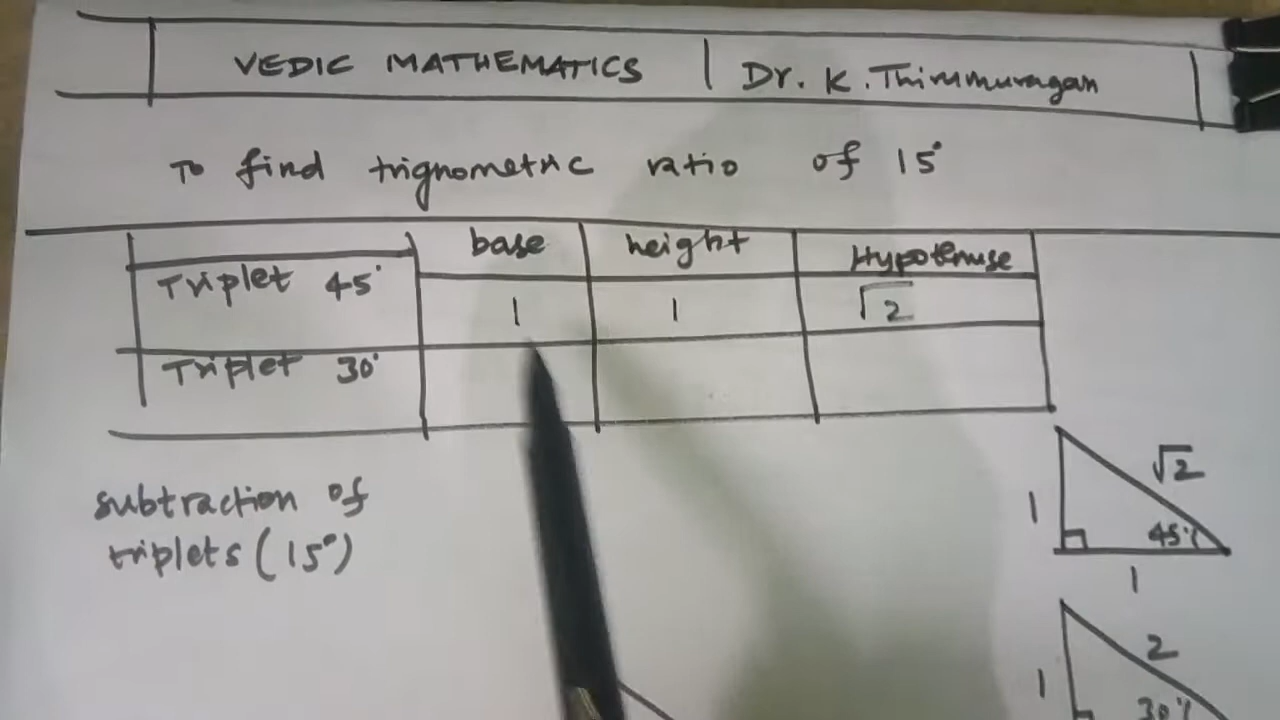 VEDIC MATHEMATICS Dr. K. Thirumuragan
To find trignometric ratio of 15°
base height Hypotenuse
Triplet 45° 1 1 √2
Triplet 30°
subtraction of
triplets (15°)
√2
1
45°
1
2
1
30°